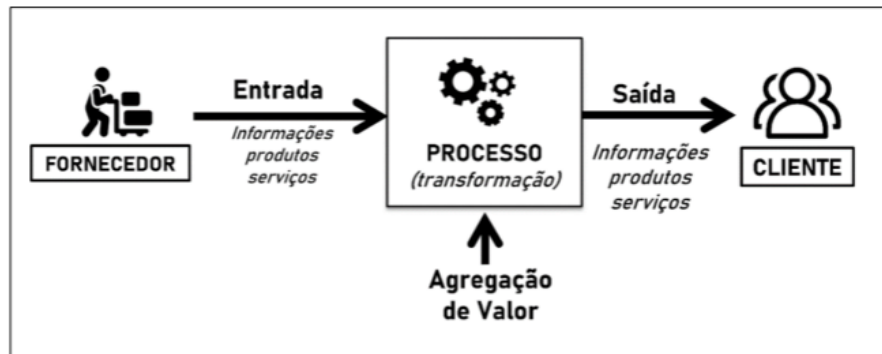 FORNECEDOR
Entrada
Informações
produtos
serviços
PROCESSO
(transformação)
Agregação
de Valor
Saída
Informações
produtos
serviços
CLIENTE